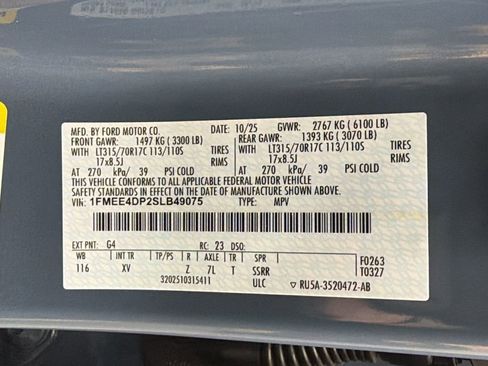 MFD. BY FORD MOTOR CO. 10/25 GVWR: 2767 KG ( 6100 LB)
FRONT GAWR: 1497 KG ( 3300 LB) REAR GAWR: 1393 KG ( 3070 LB)
WITH LT315/70R17C 113/110S TIRES WITH LT315/70R17C 113/110S TIRES
17x8.5J RIMS 17x8.5J RIMS
AT 270 kPa/ 39 PSI COLD AT 270 kPa/ 39 PSI COLD
THIS VEHICLE CONFORMS TO ALL APPLICABLE FEDERAL MOTOR VEHICLE
SAFETY STANDARDS IN EFFECT ON THE DATE OF MANUFACTURE SHOWN ABOVE.
VIN: 1FMEE4DP2SLB49075 TYPE: MPV
EXT PNT: G4 RC: 23 DSO:
WB INT TR TP/PS R AXLE TR SPR F0263
116 XV Z 7L T SSRR T0327
3202510315411 ULC RU5A-3520472-AB